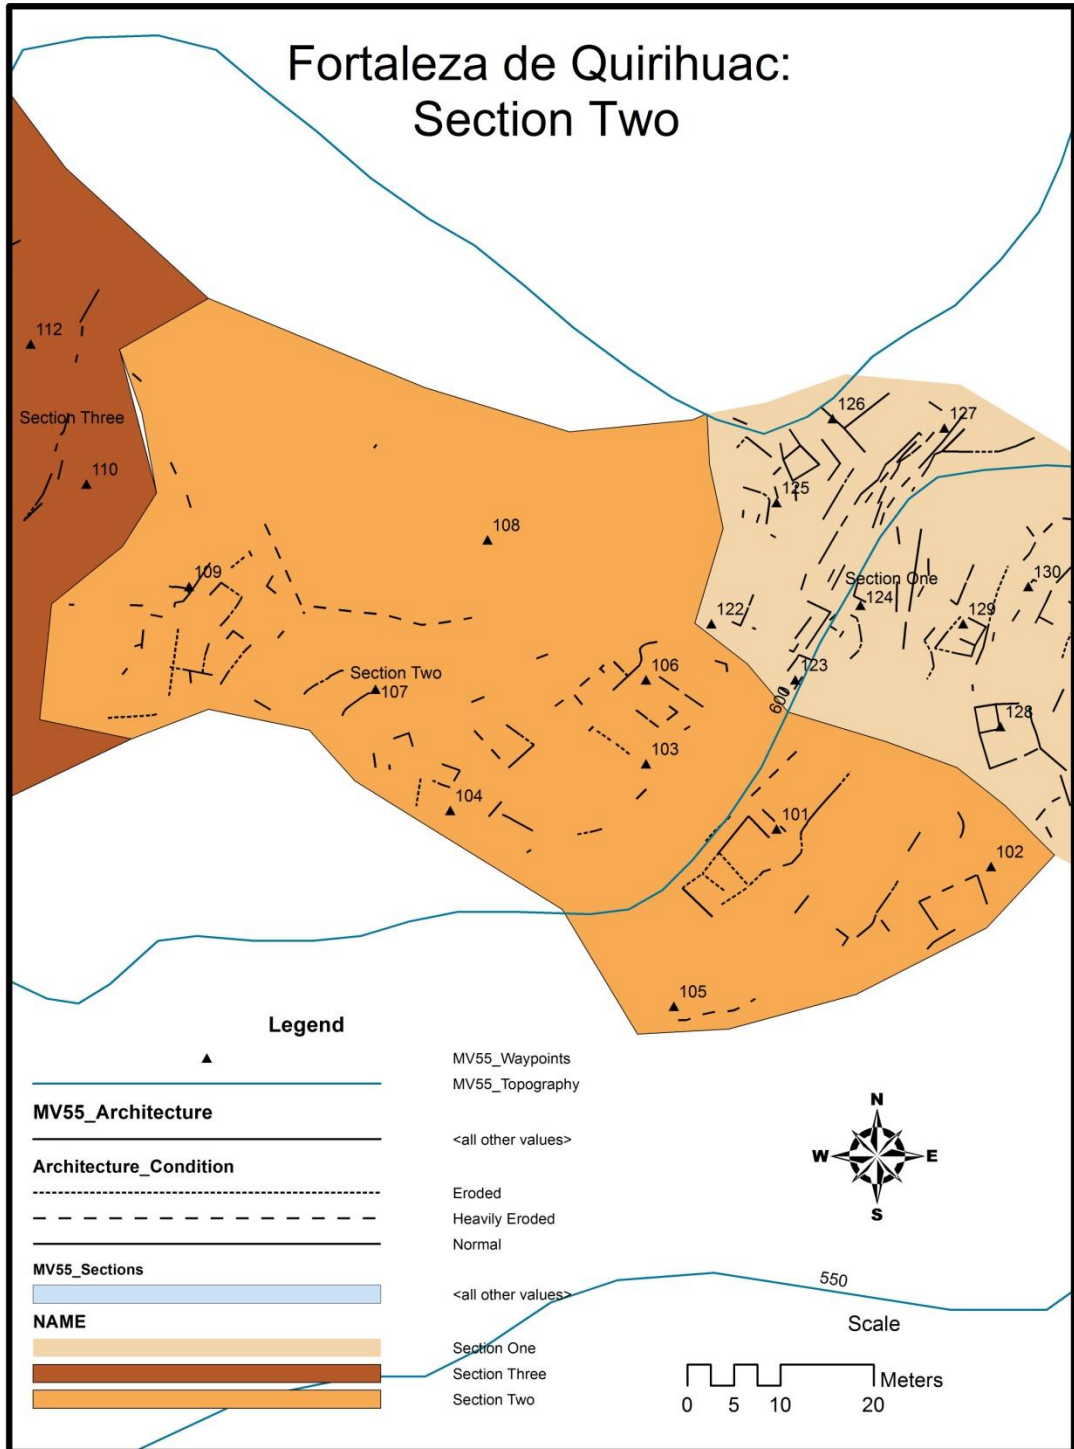 Fortaleza de Quirihuac:
Section Two
112
Section Three
110
109
108
Section Two
107
106
103
104
126
127
125
Section One
124
130
129
122
123
600
128
101
102
105
Legend
MV55_Waypoints
MV55_Topography
MV55_Architecture
<all other values>
Architecture_Condition
Eroded
Heavily Eroded
Normal
MV55_Sections
<all other values>
NAME
Section One
Section Three
Section Two
N
W E
S
550
Scale
Meters
0 5 10 20